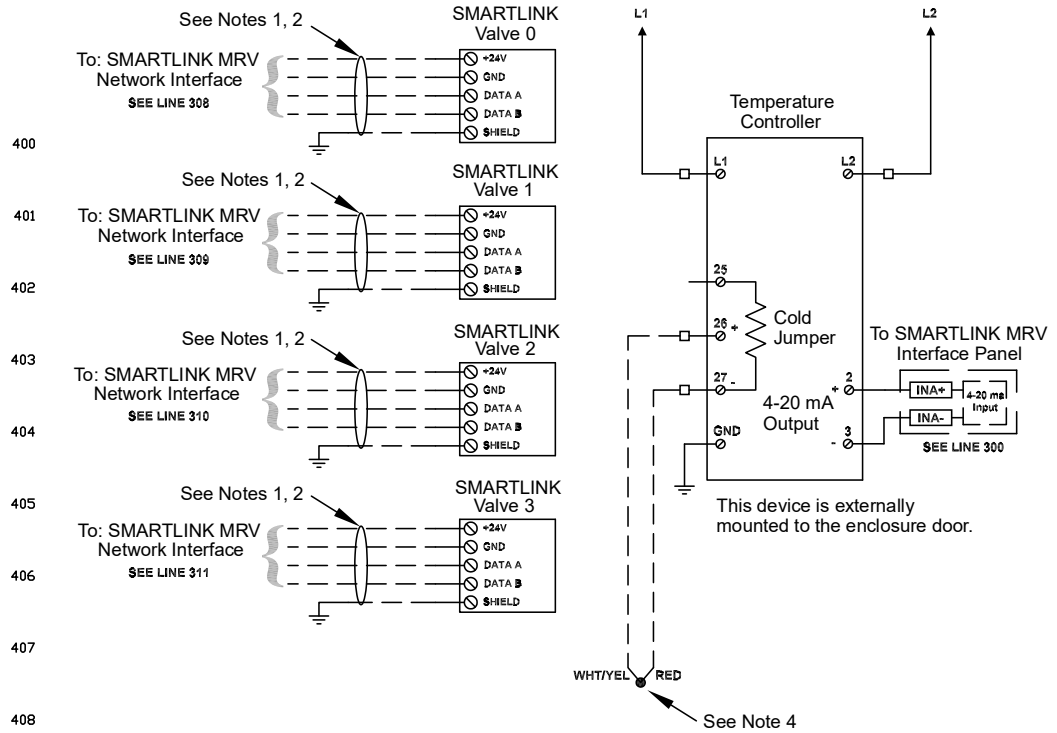 See Notes 1, 2
SMARTLINK
Valve 0
To: SMARTLINK MRV
Network Interface
SEE LINE 308
+24V
GND
DATA A
DATA B
SHIELD
400
See Notes 1, 2
SMARTLINK
Valve 1
401
To: SMARTLINK MRV
Network Interface
SEE LINE 309
+24V
GND
DATA A
DATA B
SHIELD
402
See Notes 1, 2
SMARTLINK
Valve 2
403
To: SMARTLINK MRV
Network Interface
SEE LINE 310
+24V
GND
DATA A
DATA B
SHIELD
404
405
See Notes 1, 2
SMARTLINK
Valve 3
To: SMARTLINK MRV
Network Interface
SEE LINE 311
+24V
GND
DATA A
DATA B
SHIELD
406
407
408
L1
L2
Temperature
Controller
L1
L2
25
26 +
27 -
GND
Cold
Jumper
4-20 mA
Output
+ 2
- 3
To SMARTLINK MRV
Interface Panel
INA+
INA-
4-20 ma
Input
SEE LINE 300
This device is externally
mounted to the enclosure door.
WHT/YEL
RED
See Note 4